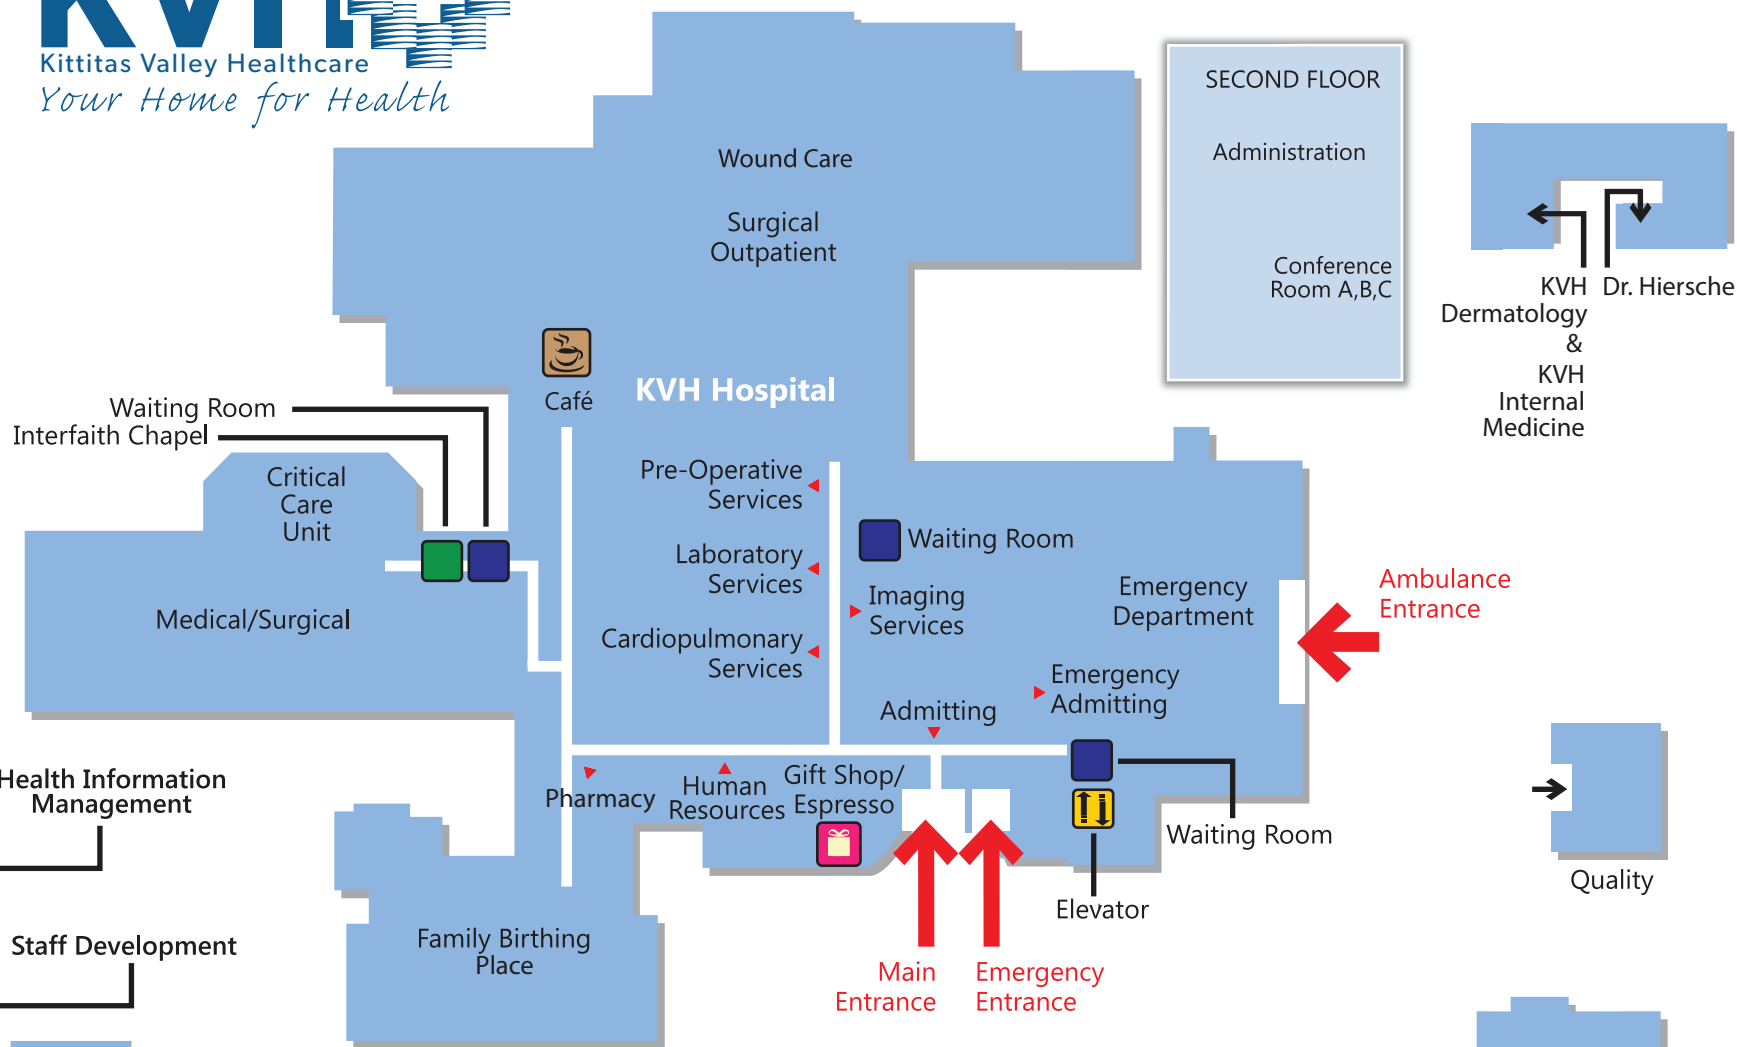 KVH
Kittitas Valley Healthcare
Your Home for Health
SECOND FLOOR
Administration
Conference
Room A,B,C
Wound Care
Surgical
Outpatient
KVH
Dermatology
&
KVH
Internal
Medicine
Dr. Hiersche
Café
KVH Hospital
Waiting Room
Interfaith Chapel
Critical
Care
Unit
Medical/Surgical
Pre-Operative
Services
Laboratory
Services
Cardiopulmonary
Services
Waiting Room
Imaging
Services
Emergency
Department
Ambulance
Entrance
Emergency
Admitting
Admitting
Health Information
Management
Pharmacy
Human
Resources
Gift Shop/
Espresso
Waiting Room
Elevator
Quality
Staff Development
Family Birthing
Place
Main
Entrance
Emergency
Entrance